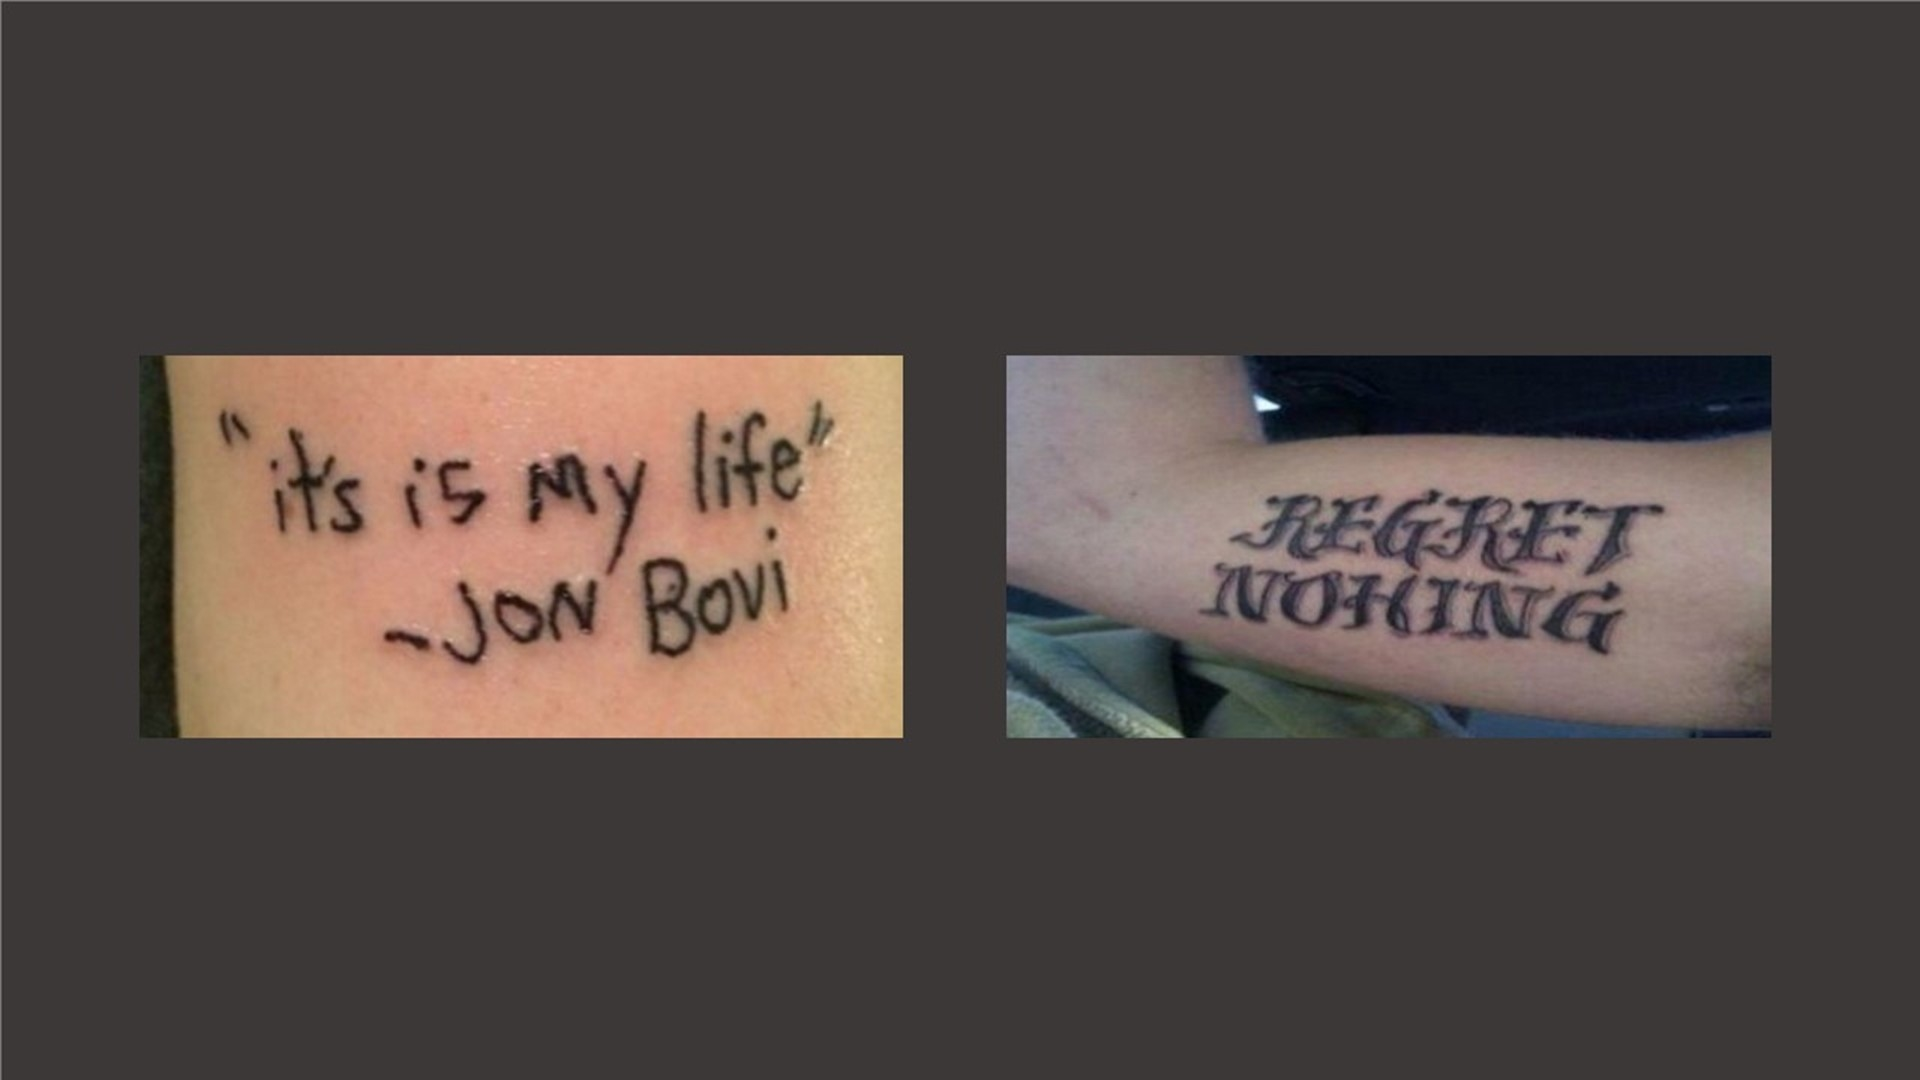 "it's is my life"
~JON Bovi
REGRET
NOHING